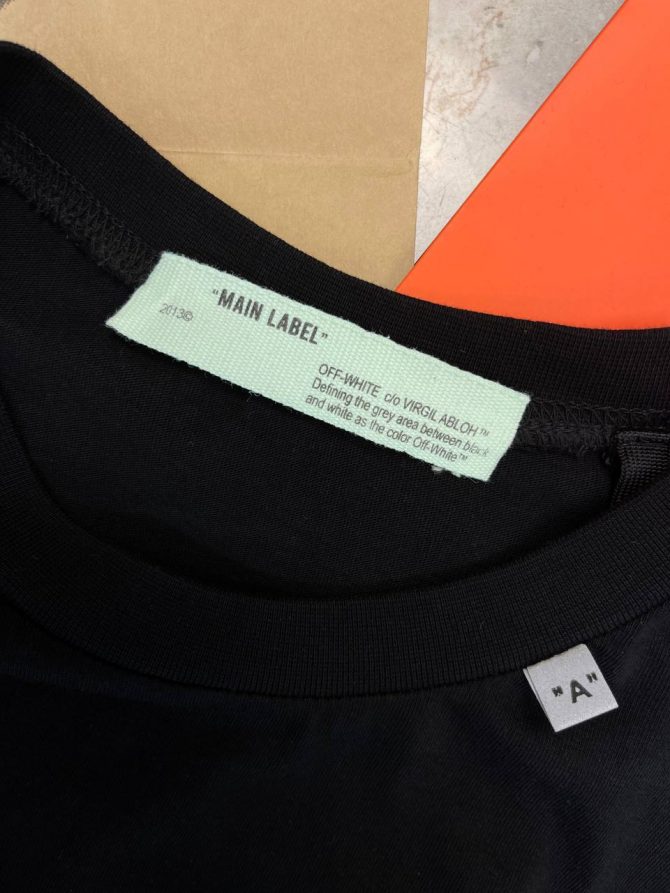 2013©
"MAIN LABEL"
OFF-WHITE c/o VIRGIL ABLOH™
Defining the grey area between black
and white as the color Off-White™
"A"